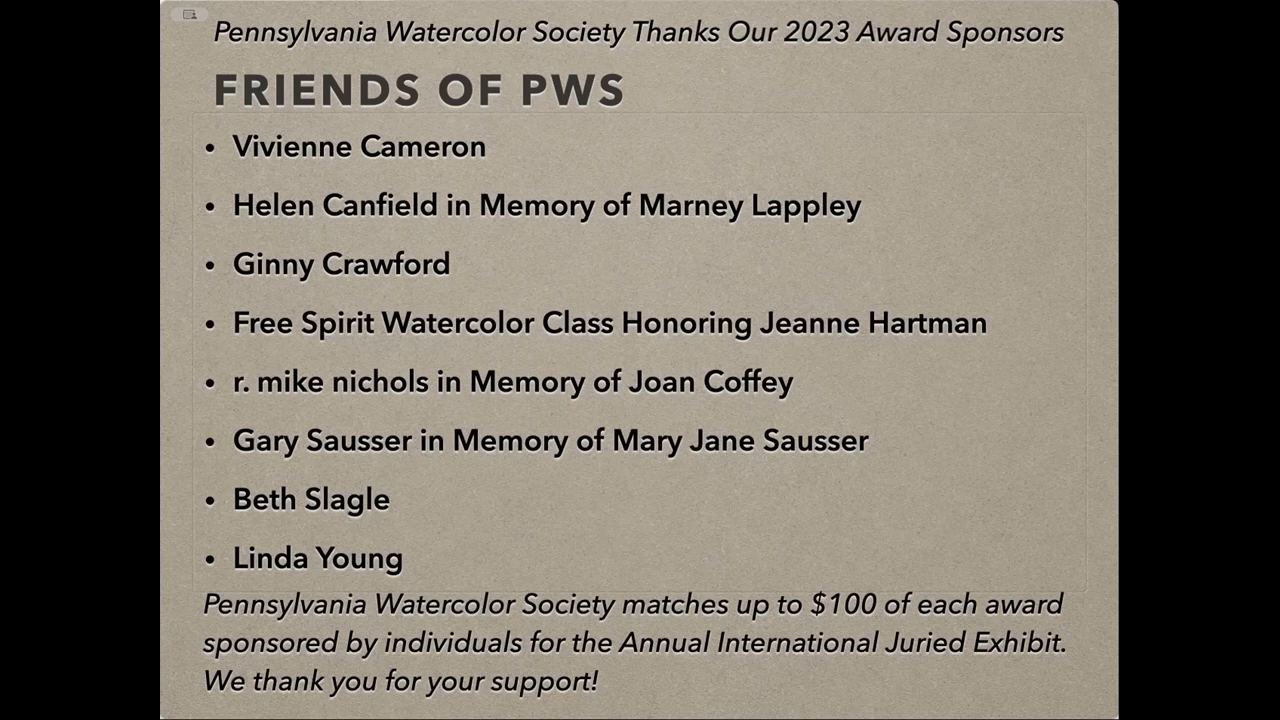 Pennsylvania Watercolor Society Thanks Our 2023 Award Sponsors
FRIENDS OF PWS
• Vivienne Cameron
• Helen Canfield in Memory of Marney Lappley
• Ginny Crawford
• Free Spirit Watercolor Class Honoring Jeanne Hartman
• r. mike nichols in Memory of Joan Coffey
• Gary Sausser in Memory of Mary Jane Sausser
• Beth Slagle
• Linda Young
Pennsylvania Watercolor Society matches up to $100 of each award
sponsored by individuals for the Annual International Juried Exhibit.
We thank you for your support!